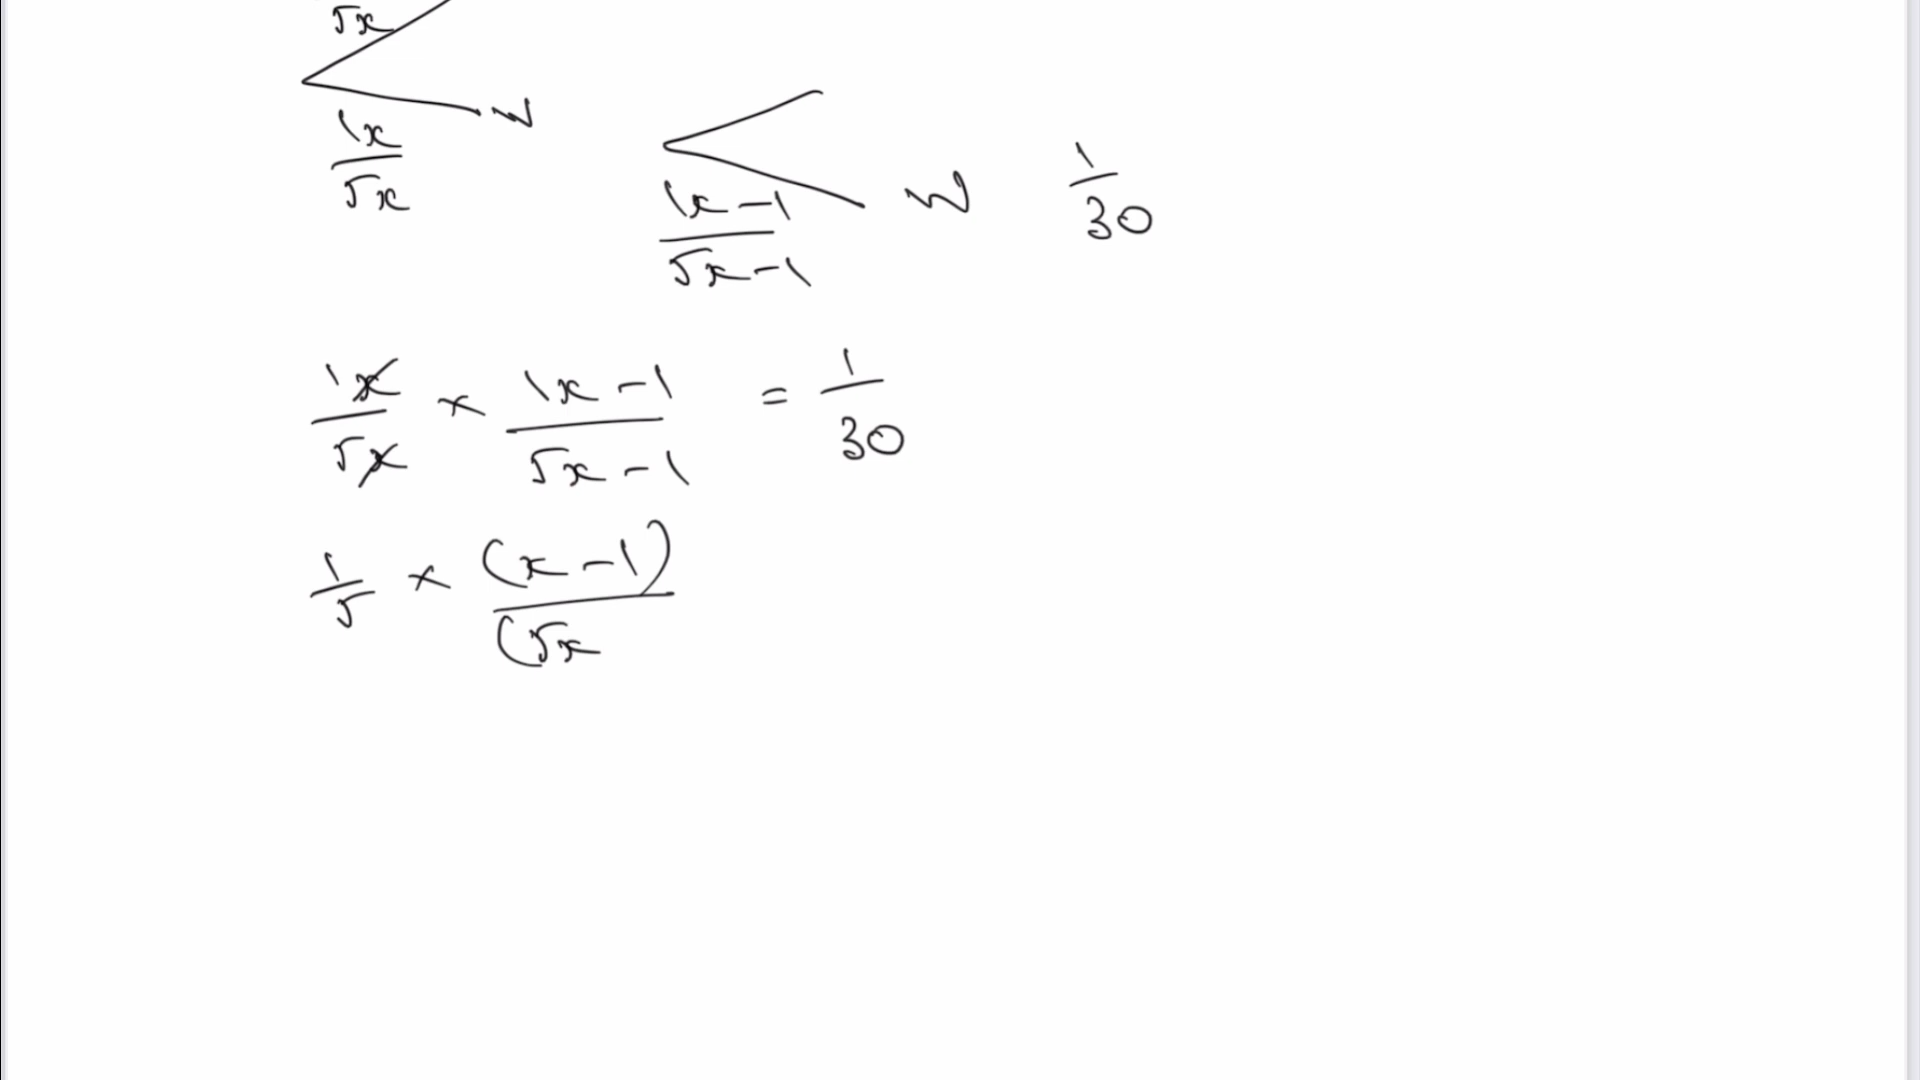 5x
W
1x/5x
W
1x-1/5x-1
1/30
1x/5x × 1x-1/5x-1 = 1/30
1/5 × (x-1)/(5x